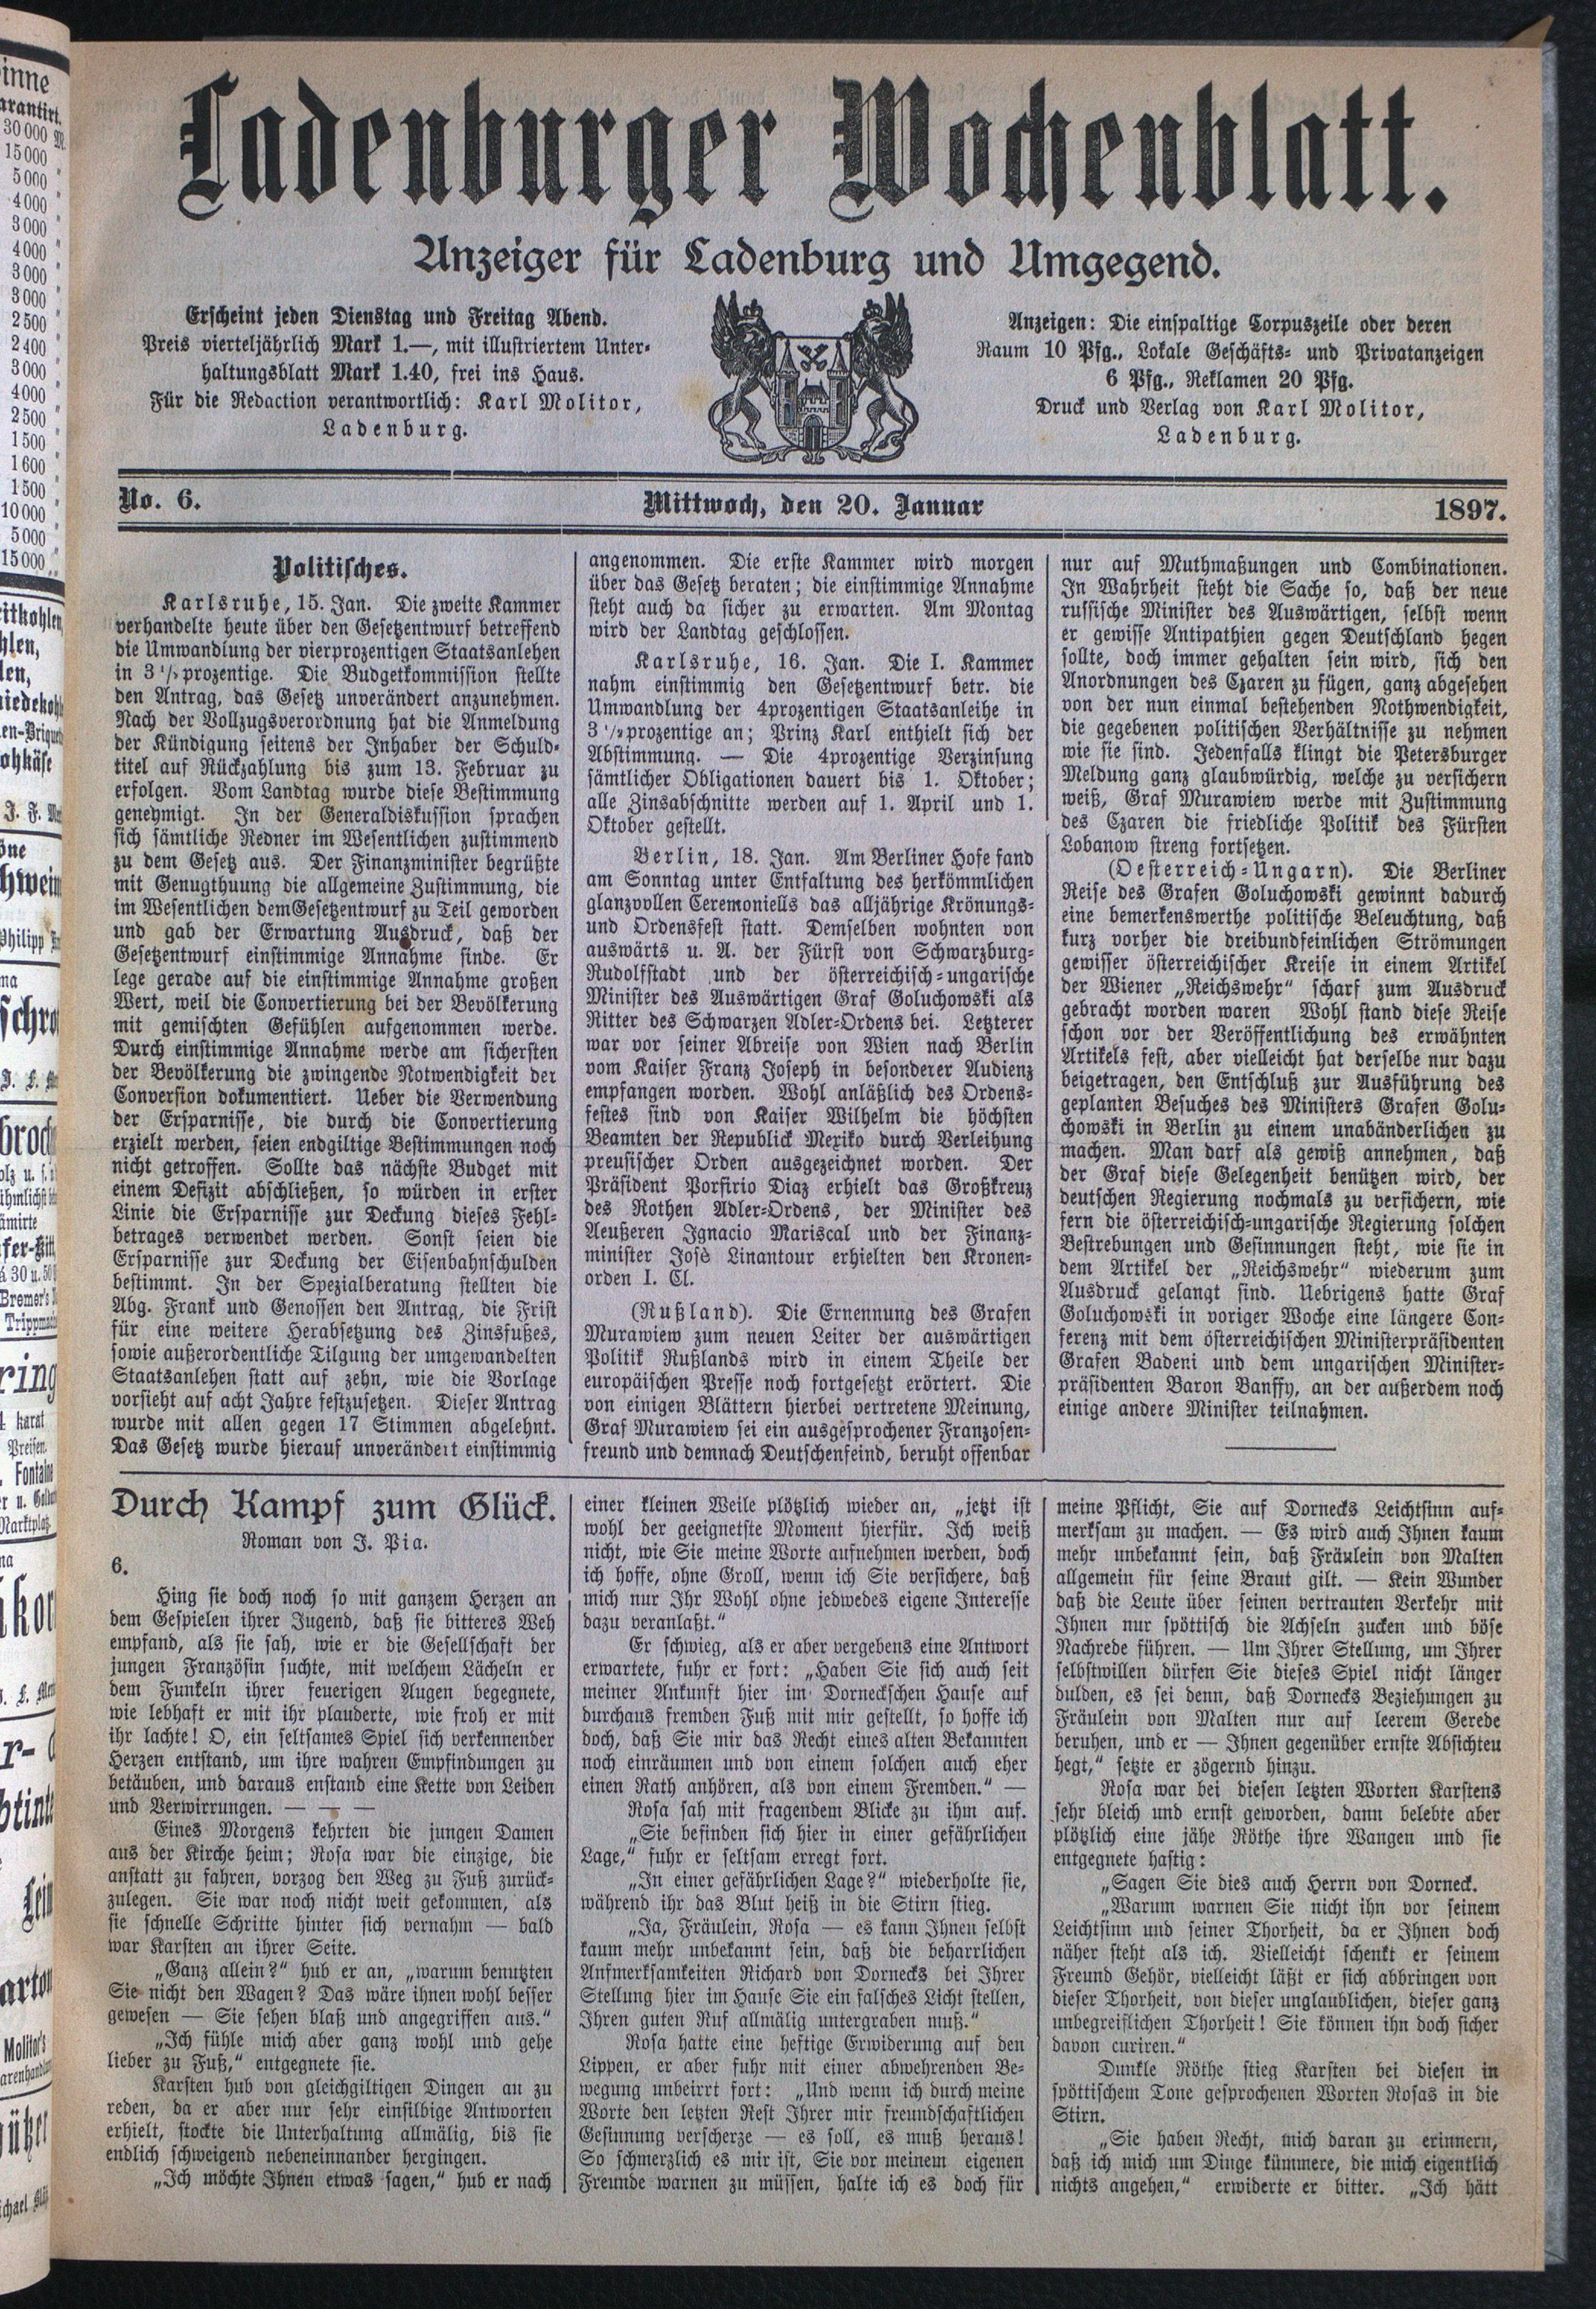 Ladenburger Wochenblatt.
Anzeiger für Ladenburg und Umgegend.
Erscheint jeden Dienstag und Freitag Abend.
Preis vierteljährlich Mark 1.—, mit illustriertem Unter-
haltungsblatt Mark 1.40, frei ins Haus.
Für die Redaction verantwortlich: Karl Molitor,
Ladenburg.
Anzeigen: Die einspaltige Corpuszeile oder deren
Raum 10 Pfg., Lokale Geschäfts- und Privatanzeigen
6 Pfg., Reklamen 20 Pfg.
Druck und Verlag von Karl Molitor,
Ladenburg.
No. 6.
Mittwoch, den 20. Januar
1897.
Politisches.
Karlsruhe, 15. Jan. Die zweite Kammer
verhandelte heute über den Gesetzentwurf betreffend
die Umwandlung der vierprozentigen Staatsanlehen
in 3 1/2 prozentige. Die Budgetkommission stellte
den Antrag, das Gesetz unverändert anzunehmen.
Nach der Vollzugsverordnung hat die Anmeldung
der Kündigung seitens der Inhaber der Schuld-
titel auf Rückzahlung bis zum 13. Februar zu
erfolgen. Vom Landtag wurde diese Bestimmung
genehmigt. In der Generaldiskussion sprachen
sich sämtliche Redner im Wesentlichen zustimmend
zu dem Gesetz aus. Der Finanzminister begrüßte
mit Genugthuung die allgemeine Zustimmung, die
im Wesentlichen dem Gesetzentwurf zu Teil geworden
und gab der Erwartung Ausdruck, daß der
Gesetzentwurf einstimmige Annahme finde. Er
lege gerade auf die einstimmige Annahme großen
Wert, weil die Convertierung bei der Bevölkerung
mit gemischten Gefühlen aufgenommen werde.
Durch einstimmige Annahme werde am sichersten
der Bevölkerung die zwingende Notwendigkeit der
Conversion dokumentiert. Ueber die Verwendung
der Ersparnisse, die durch die Convertierung
erzielt werden, seien endgiltige Bestimmungen noch
nicht getroffen. Sollte das nächste Budget mit
einem Defizit abschließen, so würden in erster
Linie die Ersparnisse zur Deckung dieses Fehl-
betrages verwendet werden. Sonst seien die
Ersparnisse zur Deckung der Eisenbahnschulden
bestimmt. In der Spezialberatung stellten die
Abg. Frank und Genossen den Antrag, die Frist
für eine weitere Herabsetzung des Zinsfußes,
sowie außerordentliche Tilgung der umgewandelten
Staatsanlehen statt auf zehn, wie die Vorlage
vorsieht auf acht Jahre festzusetzen. Dieser Antrag
wurde mit allen gegen 17 Stimmen abgelehnt.
Das Gesetz wurde hierauf unverändert einstimmig
angenommen. Die erste Kammer wird morgen
über das Gesetz beraten; die einstimmige Annahme
steht auch da sicher zu erwarten. Am Montag
wird der Landtag geschlossen.
Karlsruhe, 16. Jan. Die I. Kammer
nahm einstimmig den Gesetzentwurf betr. die
Umwandlung der 4prozentigen Staatsanleihe in
3 1/2prozentige an; Prinz Karl enthielt sich der
Abstimmung. — Die 4prozentige Verzinsung
sämtlicher Obligationen dauert bis 1. Oktober;
alle Zinsabschnitte werden auf 1. April und 1.
Oktober gestellt.
Berlin, 18. Jan. Am Berliner Hofe fand
am Sonntag unter Entfaltung des herkömmlichen
glanzvollen Ceremoniells das alljährige Krönungs-
und Ordensfest statt. Demselben wohnten von
auswärts u. A. der Fürst von Schwarzburg-
Rudolfstadt und der österreichisch-ungarische
Minister des Auswärtigen Graf Goluchowski als
Ritter des Schwarzen Adler-Ordens bei. Letzterer
war vor seiner Abreise von Wien nach Berlin
vom Kaiser Franz Joseph in besonderer Audienz
empfangen worden. Wohl anläßlich des Ordens-
festes sind von Kaiser Wilhelm die höchsten
Beamten der Republick Mexiko durch Verleihung
preusischer Orden ausgezeichnet worden. Der
Präsident Porfirio Diaz erhielt das Großkreuz
des Rothen Adler-Ordens, der Minister des
Aeußeren Ignacio Mariscal und der Finanz-
minister Josè Linantour erhielten den Kronen-
orden I. Cl.
(Rußland). Die Ernennung des Grafen
Murawiew zum neuen Leiter der auswärtigen
Politik Rußlands wird in einem Theile der
europäischen Presse noch fortgesetzt erörtert. Die
von einigen Blättern hierbei vertretene Meinung,
Graf Murawiew sei ein ausgesprochener Franzosen-
freund und demnach Deutschenfeind, beruht offenbar
nur auf Muthmaßungen und Combinationen.
In Wahrheit steht die Sache so, daß der neue
russische Minister des Auswärtigen, selbst wenn
er gewisse Antipathien gegen Deutschland hegen
sollte, doch immer gehalten sein wird, sich den
Anordnungen des Czaren zu fügen, ganz abgesehen
von der nun einmal bestehenden Nothwendigkeit,
die gegebenen politischen Verhältnisse zu nehmen
wie sie sind. Jedenfalls klingt die Petersburger
Meldung ganz glaubwürdig, welche zu versichern
weiß, Graf Murawiew werde mit Zustimmung
des Czaren die friedliche Politik des Fürsten
Lobanow streng fortsetzen.
(Oesterreich-Ungarn). Die Berliner
Reise des Grafen Goluchowski gewinnt dadurch
eine bemerkenswerthe politische Beleuchtung, daß
kurz vorher die dreibundfeinlichen Strömungen
gewisser österreichischer Kreise in einem Artikel
der Wiener „Reichswehr“ scharf zum Ausdruck
gebracht worden waren Wohl stand diese Reise
schon vor der Veröffentlichung des erwähnten
Artikels fest, aber vielleicht hat derselbe nur dazu
beigetragen, den Entschluß zur Ausführung des
geplanten Besuches des Ministers Grafen Golu-
chowski in Berlin zu einem unabänderlichen zu
machen. Man darf als gewiß annehmen, daß
der Graf diese Gelegenheit benützen wird, der
deutschen Regierung nochmals zu versichern, wie
fern die österreichisch-ungarische Regierung solchen
Bestrebungen und Gesinnungen steht, wie sie in
dem Artikel der „Reichswehr“ wiederum zum
Ausdruck gelangt sind. Uebrigens hatte Graf
Goluchowski in voriger Woche eine längere Con-
ferenz mit dem österreichischen Ministerpräsidenten
Grafen Badeni und dem ungarischen Minister-
präsidenten Baron Banffy, an der außerdem noch
einige andere Minister teilnahmen.
Durch Kampf zum Glück.
Roman von J. Pia.
6.
Hing sie doch noch so mit ganzem Herzen an
dem Gespielen ihrer Jugend, daß sie bitteres Weh
empfand, als sie sah, wie er die Gesellschaft der
jungen Französin suchte, mit welchem Lächeln er
dem Funkeln ihrer feuerigen Augen begegnete,
wie lebhaft er mit ihr plauderte, wie froh er mit
ihr lachte! O, ein seltsames Spiel sich verkennender
Herzen entstand, um ihre wahren Empfindungen zu
betäuben, und daraus enstand eine Kette von Leiden
und Verwirrungen. — — —
Eines Morgens kehrten die jungen Damen
aus der Kirche heim; Rosa war die einzige, die
anstatt zu fahren, vorzog den Weg zu Fuß zurück-
zulegen. Sie war noch nicht weit gekommen, als
sie schnelle Schritte hinter sich vernahm — bald
war Karsten an ihrer Seite.
„Ganz allein?“ hub er an, „warum benutzten
Sie nicht den Wagen? Das wäre ihnen wohl besser
gewesen — Sie sehen blaß und angegriffen aus.“
„Ich fühle mich aber ganz wohl und gehe
lieber zu Fuß,“ entgegnete sie.
Karsten hub von gleichgiltigen Dingen an zu
reden, da er aber nur sehr einsilbige Antworten
erhielt, stockte die Unterhaltung allmälig, bis sie
endlich schweigend nebeneinnander hergingen.
„Ich möchte Ihnen etwas sagen,“ hub er nach
einer kleinen Weile plötzlich wieder an, „jetzt ist
wohl der geeignetste Moment hierfür. Ich weiß
nicht, wie Sie meine Worte aufnehmen werden, doch
ich hoffe, ohne Groll, wenn ich Sie versichere, daß
mich nur Ihr Wohl ohne jedwedes eigene Interesse
dazu veranlaßt.“
Er schwieg, als er aber vergebens eine Antwort
erwartete, fuhr er fort: „Haben Sie sich auch seit
meiner Ankunft hier im Dorneckschen Hause auf
durchaus fremden Fuß mit mir gestellt, so hoffe ich
doch, daß Sie mir das Recht eines alten Bekannten
noch einräumen und von einem solchen auch eher
einen Rath anhören, als von einem Fremden.“ —
Rosa sah mit fragendem Blicke zu ihm auf.
„Sie befinden sich hier in einer gefährlichen
Lage,“ fuhr er seltsam erregt fort.
„In einer gefährlichen Lage?“ wiederholte sie,
während ihr das Blut heiß in die Stirn stieg.
„Ja, Fräulein, Rosa — es kann Ihnen selbst
kaum mehr unbekannt sein, daß die beharrlichen
Anfmerksamkeiten Richard von Dornecks bei Ihrer
Stellung hier im Hause Sie ein falsches Licht stellen,
Ihren guten Ruf allmälig untergraben muß.“
Rosa hatte eine heftige Erwiderung auf den
Lippen, er aber fuhr mit einer abwehrenden Be-
wegung unbeirrt fort: „Und wenn ich durch meine
Worte den letzten Rest Ihrer mir freundschaftlichen
Gesinnung verscherze — es soll, es muß heraus!
So schmerzlich es mir ist, Sie vor meinem eigenen
Freunde warnen zu müssen, halte ich es doch für
meine Pflicht, Sie auf Dornecks Leichtsinn auf-
merksam zu machen. — Es wird auch Ihnen kaum
mehr unbekannt sein, daß Fräulein von Malten
allgemein für seine Braut gilt. — Kein Wunder
daß die Leute über seinen vertrauten Verkehr mit
Ihnen nur spöttisch die Achseln zucken und böse
Nachrede führen. — Um Ihrer Stellung, um Ihrer
selbstwillen dürfen Sie dieses Spiel nicht länger
dulden, es sei denn, daß Dornecks Beziehungen zu
Fräulein von Malten nur auf leerem Gerede
beruhen, und er — Ihnen gegenüber ernste Absichteu
hegt,“ setzte er zögernd hinzu.
Rosa war bei diesen letzten Worten Karstens
sehr bleich und ernst geworden, dann belebte aber
plötzlich eine jähe Röthe ihre Wangen und sie
entgegnete hastig:
„Sagen Sie dies auch Herrn von Dorneck.
„Warum warnen Sie nicht ihn vor seinem
Leichtsinn und seiner Thorheit, da er Ihnen doch
näher steht als ich. Vielleicht schenkt er seinem
Freund Gehör, vielleicht läßt er sich abbringen von
dieser Thorheit, von dieser unglaublichen, dieser ganz
unbegreiflichen Thorheit! Sie können ihn doch sicher
davon curiren.“
Dunkle Röthe stieg Karsten bei diesen in
spöttischem Tone gesprochenen Worten Rosas in die
Stirn.
„Sie haben Recht, mich daran zu erinnern,
daß ich mich um Dinge kümmere, die mich eigentlich
nichts angehen,“ erwiderte er bitter. „Ich hätt